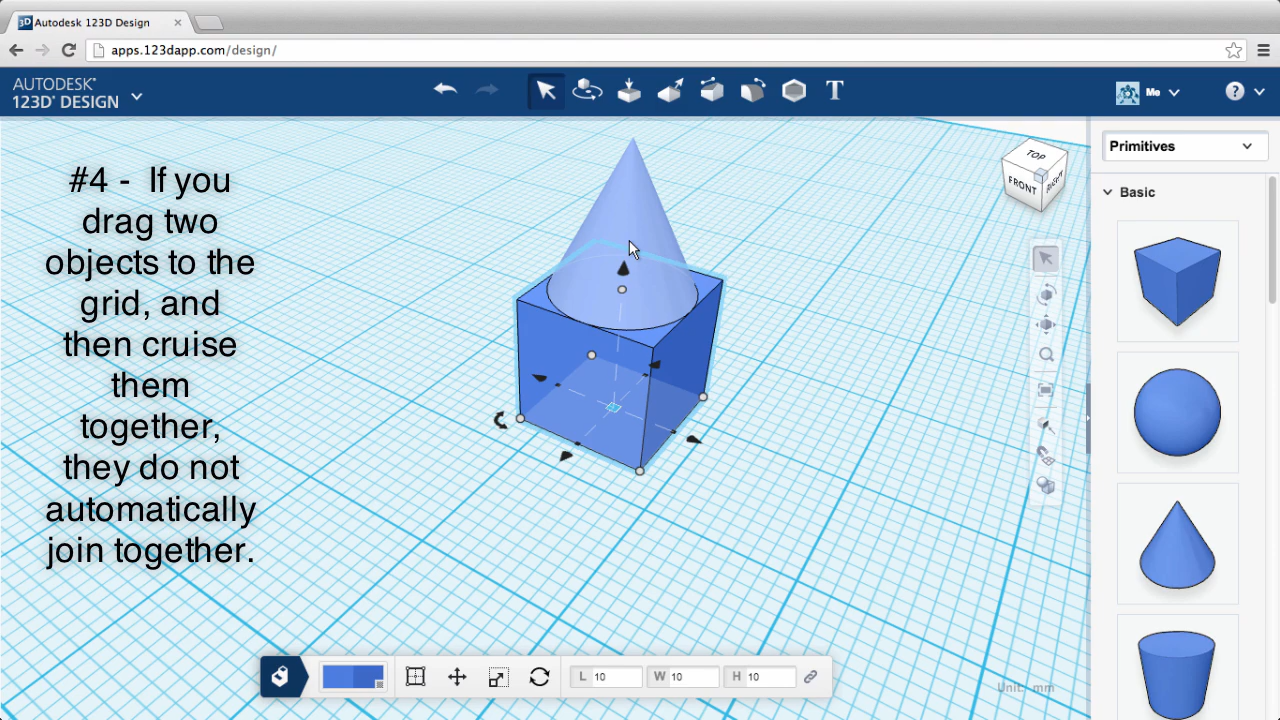 Autodesk 123D Design
apps.123dapp.com/design/
AUTODESK®
123D® DESIGN
T
Me
?
Primitives
Basic
TOP
FRONT
RIGHT
#4 - If you
drag two
objects to the
grid, and
then cruise
them
together,
they do not
automatically
join together.
L 10
W 10
H 10
Unit: mm